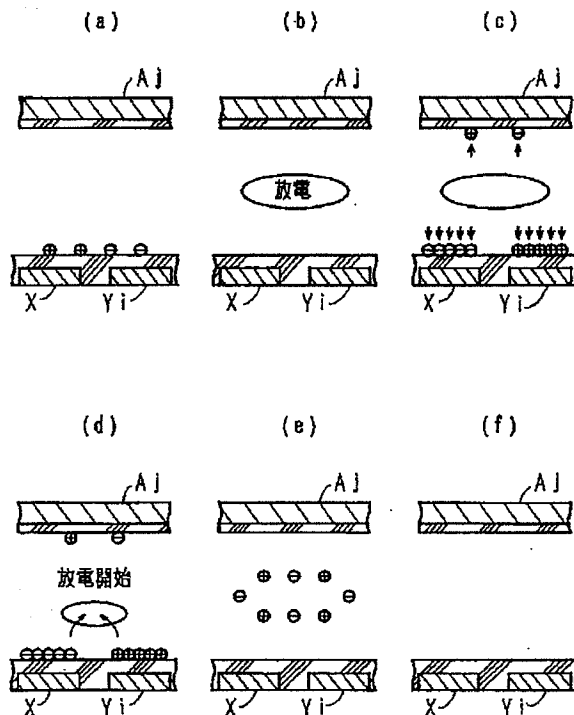 (a) (b) (c)
Aj Aj Aj
放電
X Yi X Yi X Yi
(d) (e) (f)
Aj Aj Aj
放電開始
X Yi X Yi X Yi